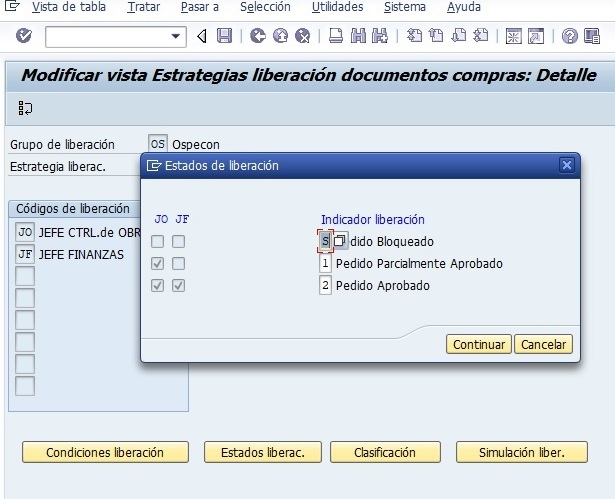 Vista de tabla Tratar Pasar a Selección Utilidades Sistema Ayuda
Modificar vista Estrategias liberación documentos compras: Detalle
Grupo de liberación OS Ospecon
Estrategia liberac.
Estados de liberación
Códigos de liberación
JO JEFE CTRL.de OBR
JF JEFE FINANZAS
JO JF Indicador liberación
S dido Bloqueado
1 Pedido Parcialmente Aprobado
2 Pedido Aprobado
Continuar Cancelar
Condiciones liberación Estados liberac. Clasificación Simulación liber.